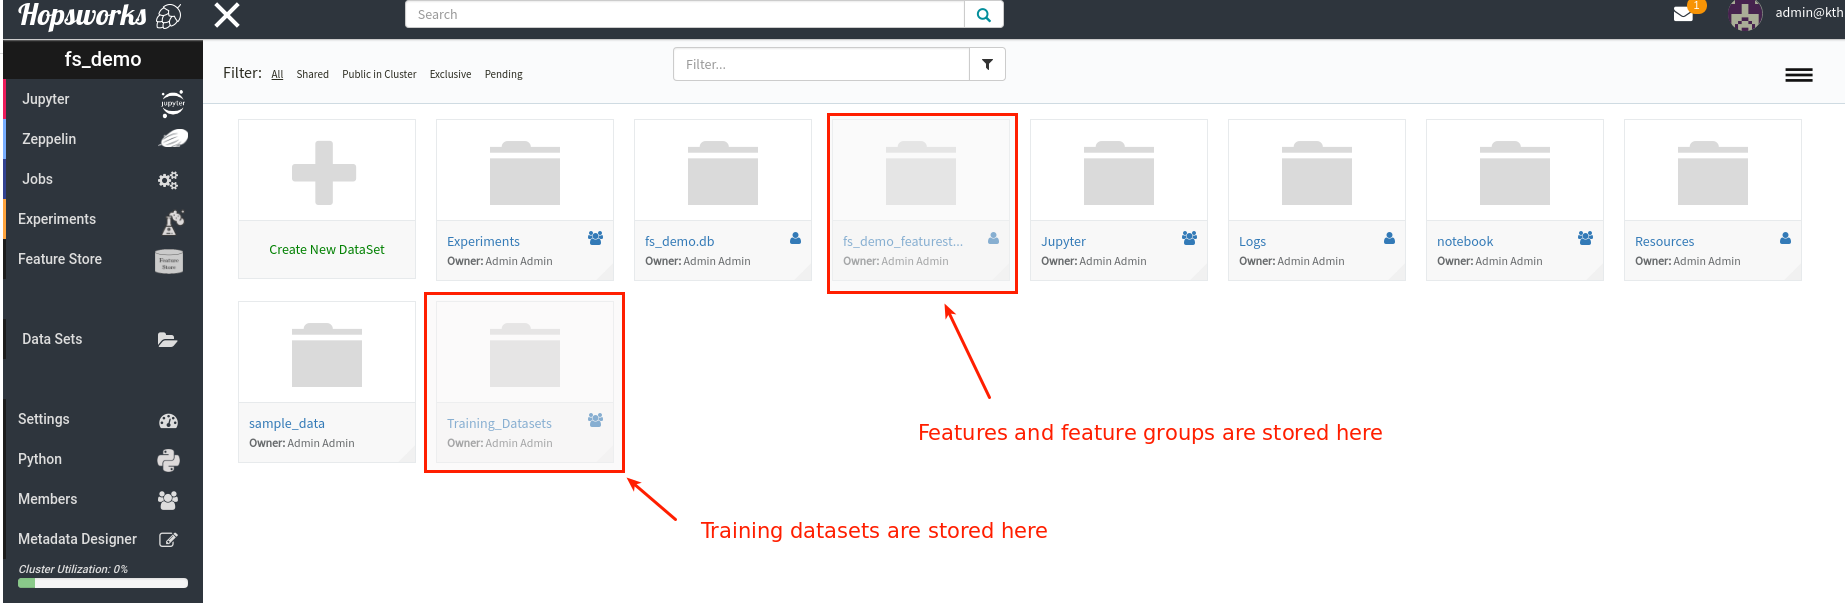 Hopsworks
Search
1
admin@kth
fs_demo
Filter: All Shared Public in Cluster Exclusive Pending
Filter...
Jupyter
jupyter
Zeppelin
Jobs
Experiments
Feature Store
Feature
Store
Data Sets
Settings
Python
Members
Metadata Designer
Cluster Utilization: 0%
Create New DataSet
Experiments
Owner: Admin Admin
fs_demo.db
Owner: Admin Admin
fs_demo_featurest...
Owner: Admin Admin
Jupyter
Owner: Admin Admin
Logs
Owner: Admin Admin
notebook
Owner: Admin Admin
Resources
Owner: Admin Admin
sample_data
Owner: Admin Admin
Training_Datasets
Owner: Admin Admin
Features and feature groups are stored here
Training datasets are stored here